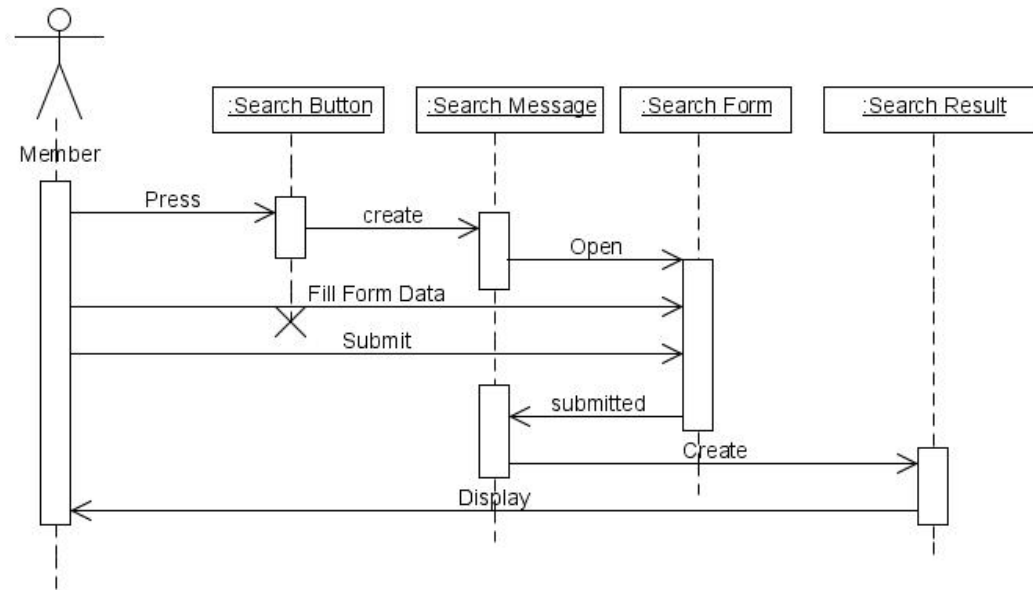 :Search Button
:Search Message
:Search Form
:Search Result
Member
Press
create
Open
Fill Form Data
Submit
submitted
Create
Display